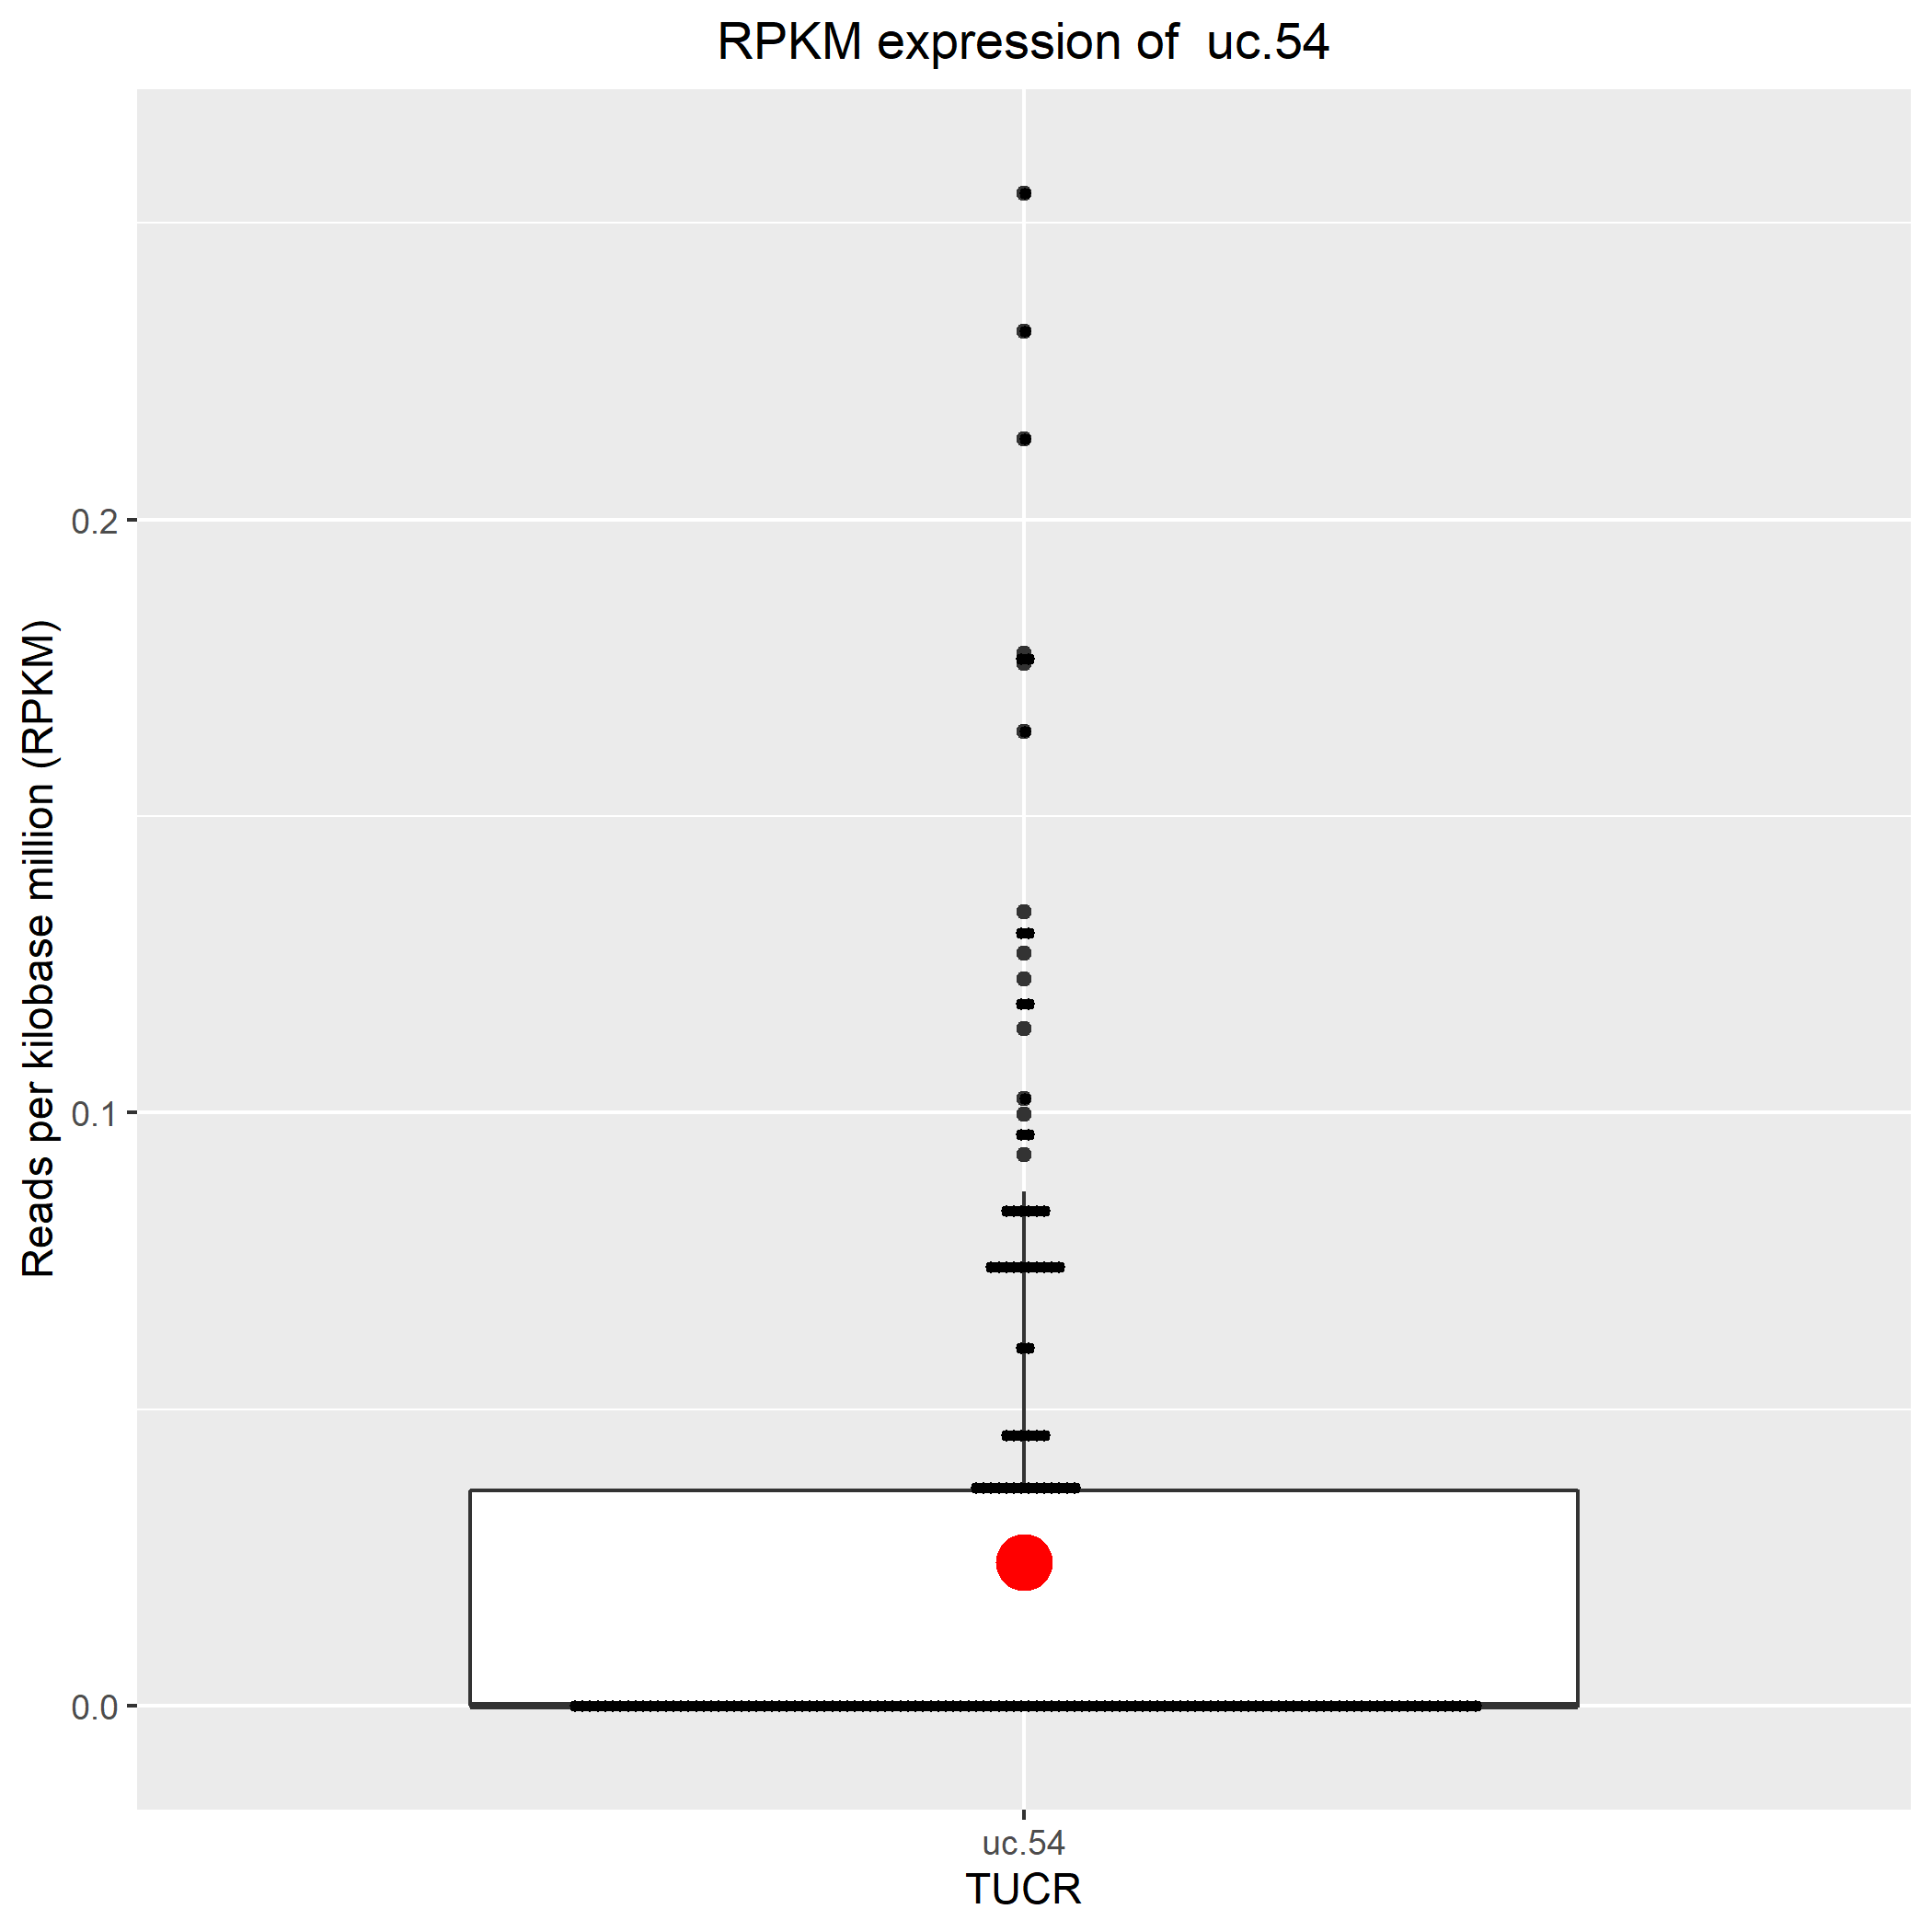 RPKM expression of  uc.54
Reads per kilobase million (RPKM)
0.2
0.1
0.0
uc.54
TUCR